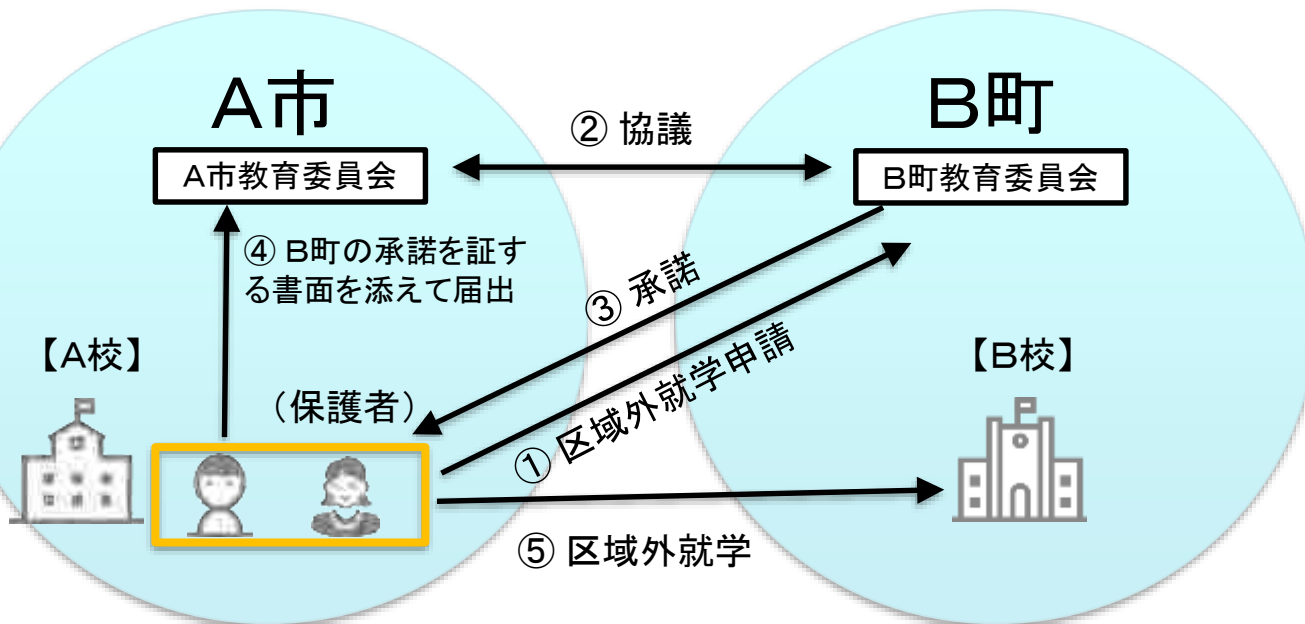 A市
B町
② 協議
A市教育委員会
B町教育委員会
④ B町の承諾を証す
る書面を添えて届出
③ 承諾
① 区域外就学申請
【A校】
【B校】
（保護者）
⑤ 区域外就学